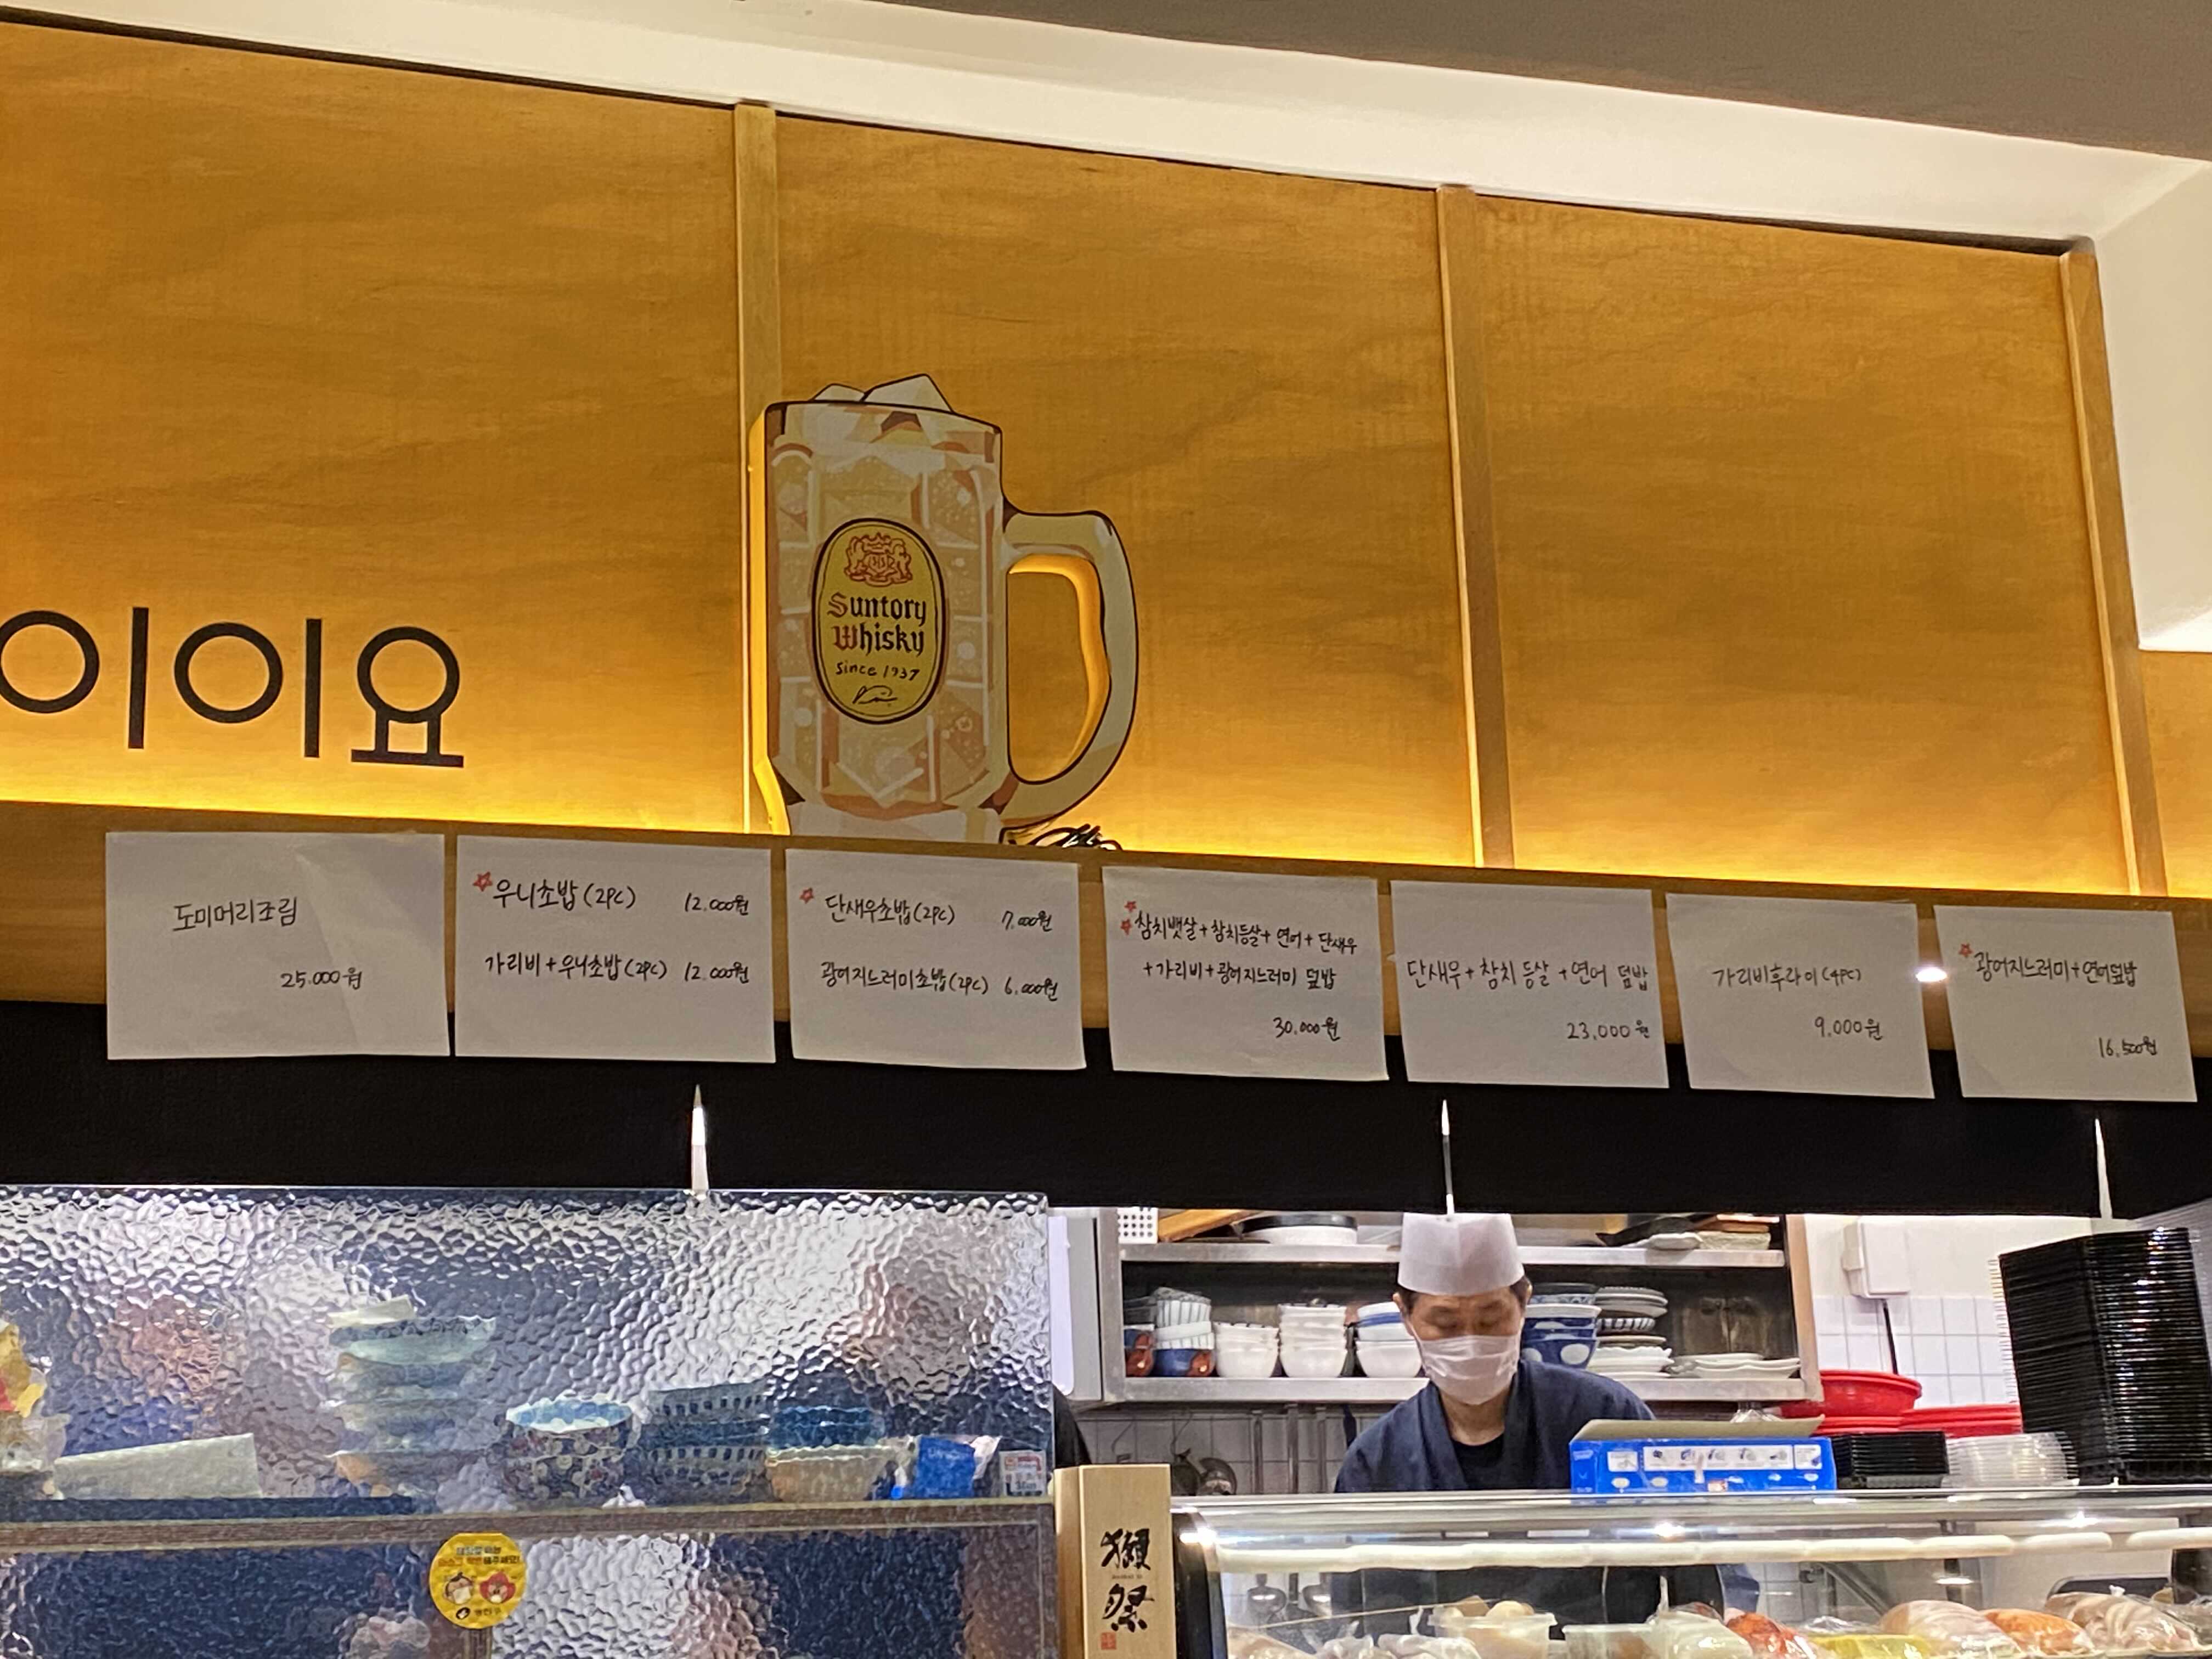 이이요
Suntory
Whisky
since 1937
도미머리조림
25.000원
우니초밥(2PC) 12.000원
가리비+우니초밥(2PC) 12.000원
단새우초밥(2PC) 7.000원
광어지느러미초밥(2PC) 6.000원
참치뱃살+참치등살+연어+단새우
+가리비+광어지느러미 덮밥
30.000원
단새우+참치등살+연어 덮밥
23,000원
가리비후라이(4PC)
9.000원
광어지느러미+연어덮밥
16.500원
獺
祭